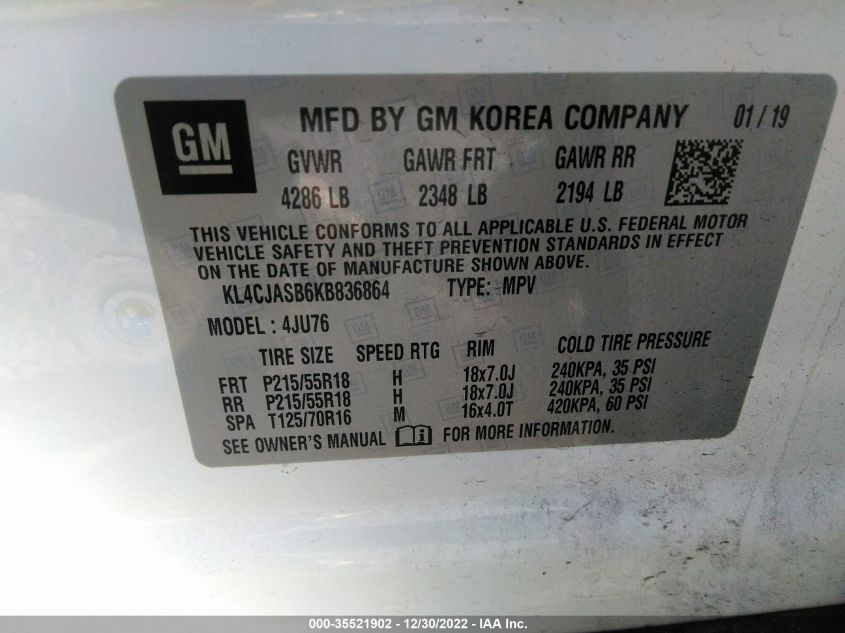 GM
MFD BY GM KOREA COMPANY 01 / 19
GVWR GAWR FRT GAWR RR
4286 LB 2348 LB 2194 LB
THIS VEHICLE CONFORMS TO ALL APPLICABLE U.S. FEDERAL MOTOR
VEHICLE SAFETY AND THEFT PREVENTION STANDARDS IN EFFECT
ON THE DATE OF MANUFACTURE SHOWN ABOVE.
KL4CJASB6KB836864 TYPE: MPV
MODEL : 4JU76
TIRE SIZE SPEED RTG RIM COLD TIRE PRESSURE
FRT P215/55R18 H 18x7.0J 240KPA, 35 PSI
RR P215/55R18 H 18x7.0J 240KPA, 35 PSI
SPA T125/70R16 M 16x4.0T 420KPA, 60 PSI
SEE OWNER'S MANUAL i FOR MORE INFORMATION.
000-35521902 - 12/30/2022 - IAA Inc.